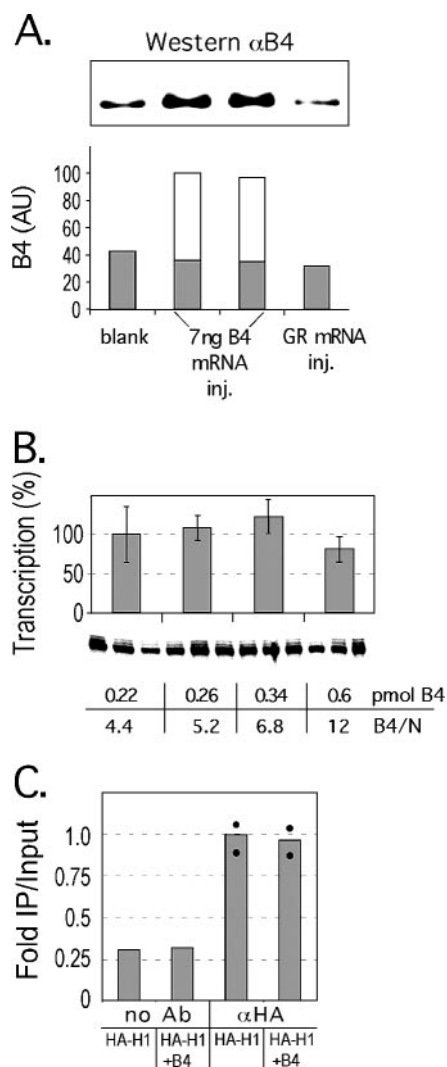 A.
Western αB4
B4 (AU)
100
80
60
40
20
0
blank
7ng B4
mRNA
inj.
GR mRNA
inj.
B.
Transcription (%)
100
50
0
0.22 0.26 0.34 0.6 pmol B4
4.4 5.2 6.8 12 B4/N
C.
Fold IP/Input
1.0
0.75
0.5
0.25
0
no Ab αHA
HA-H1 HA-H1 +B4 HA-H1 HA-H1 +B4